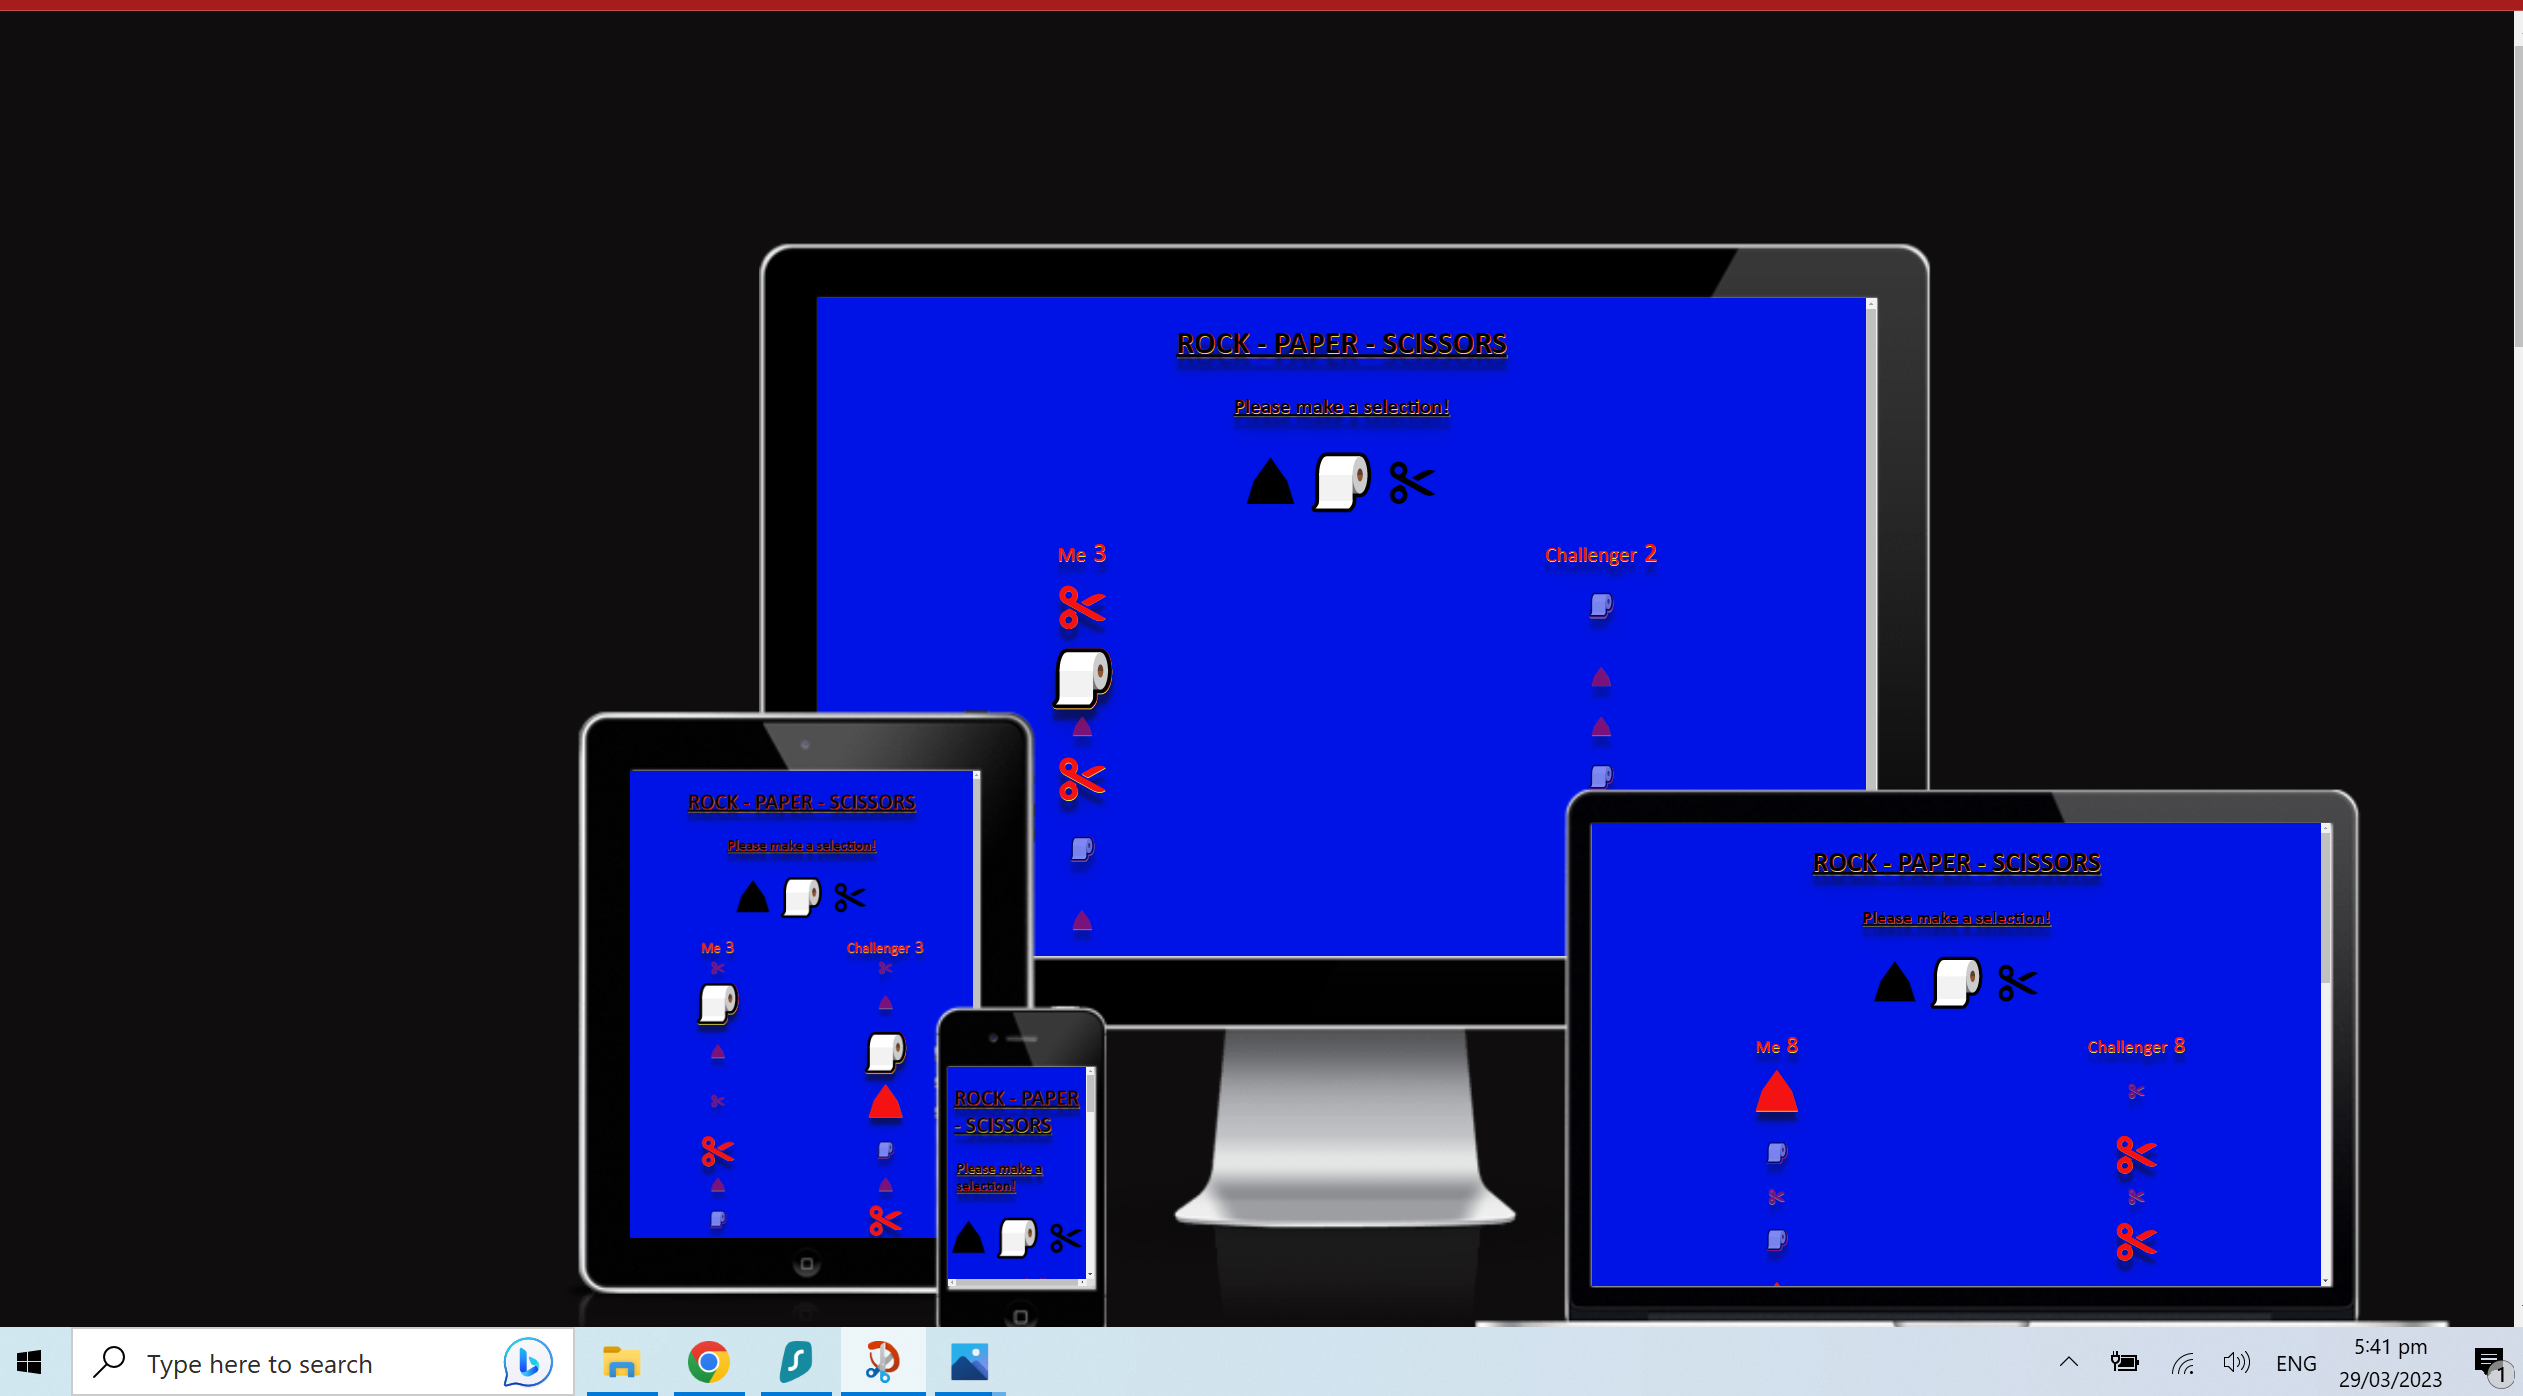 ROCK - PAPER - SCISSORS
Please make a selection!
Me 3
Challenger 2
ROCK - PAPER - SCISSORS
Please make a selection!
Me 3
Challenger 3
ROCK - PAPER
- SCISSORS
Please make a
selection!
ROCK - PAPER - SCISSORS
Please make a selection!
Me 8
Challenger 8
Type here to search
ENG
5:41 pm
29/03/2023
1